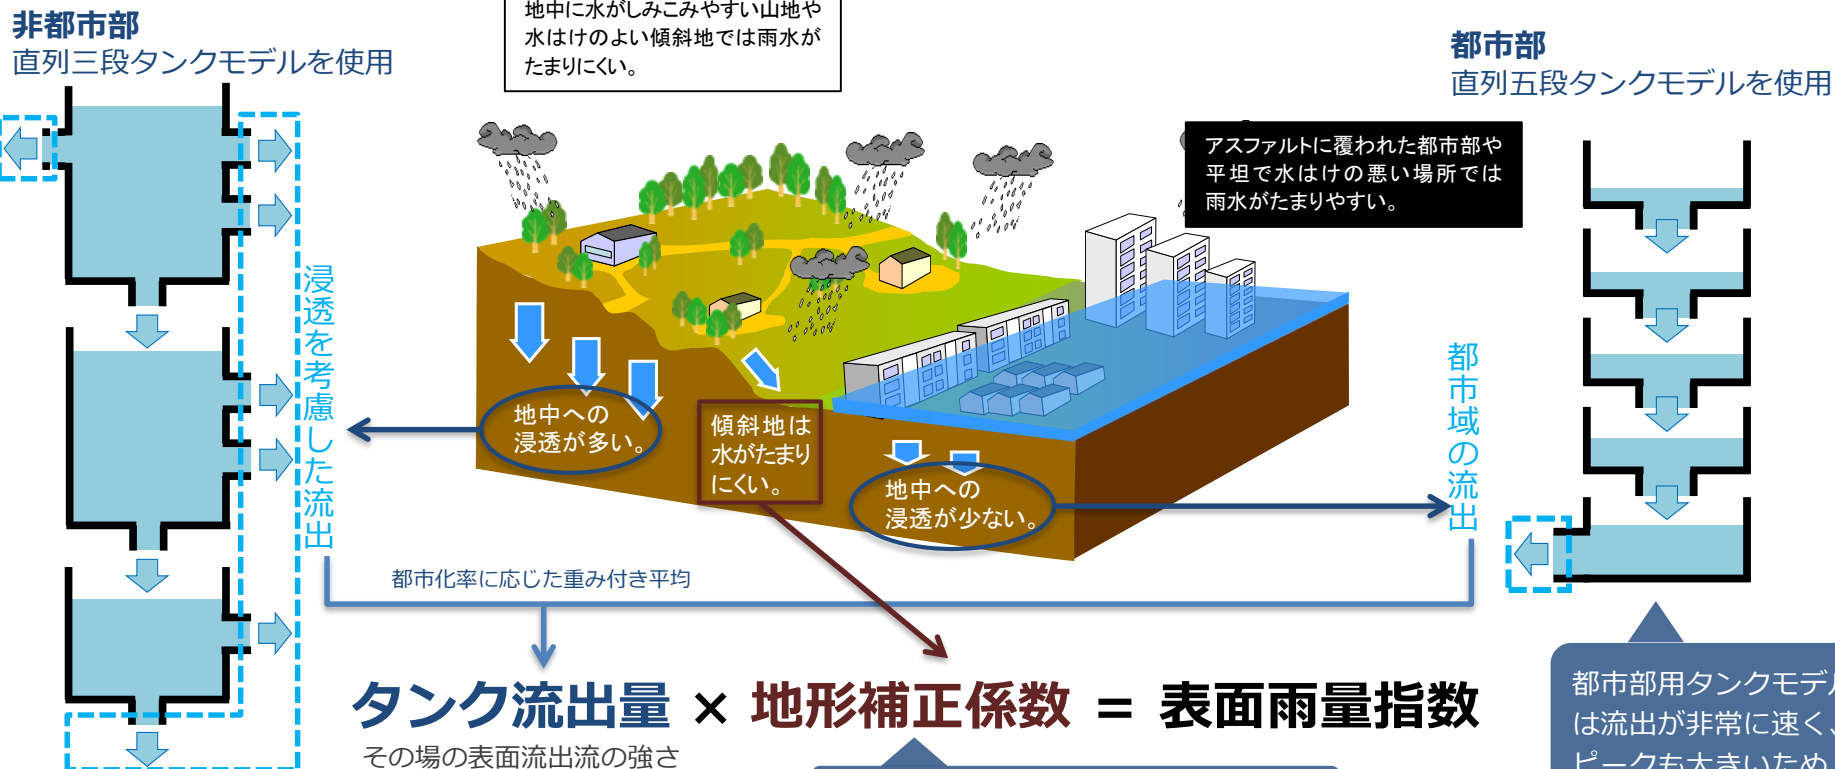 非都市部
直列三段タンクモデルを使用
地中に水がしみこみやすい山地や
水はけのよい傾斜地では雨水が
たまりにくい。
都市部
直列五段タンクモデルを使用
アスファルトに覆われた都市部や
平坦で水はけの悪い場所では
雨水がたまりやすい。
浸透を考慮した流出
地中への
浸透が多い。
傾斜地は
水がたまり
にくい。
地中への
浸透が少ない。
都市域の流出
都市化率に応じた重み付き平均
タンク流出量 × 地形補正係数 = 表面雨量指数
その場の表面流出流の強さ
都市部用タンクモデル
は流出が非常に速く、
ピークも大きいため